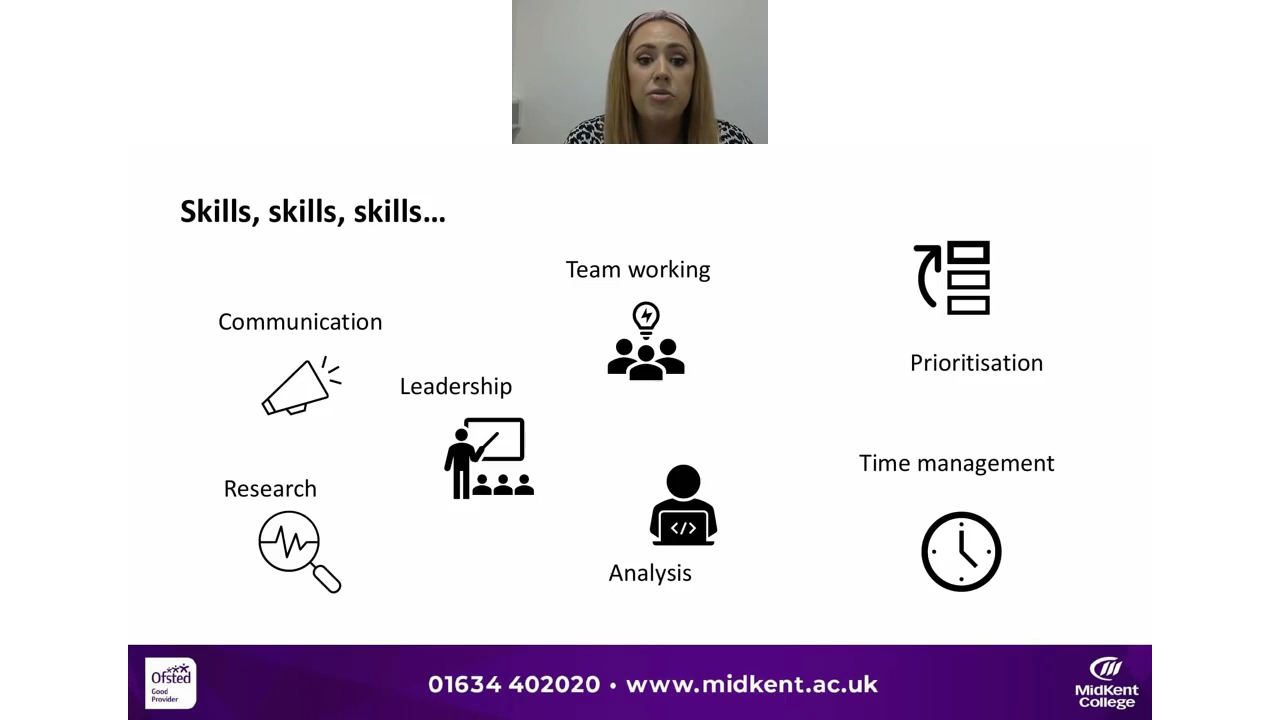 Skills, skills, skills...
Team working
Communication
Prioritisation
Leadership
Time management
Research
</>
Analysis
Ofsted
Good
Provider
01634 402020 • www.midkent.ac.uk
MIDKENT
COLLEGE